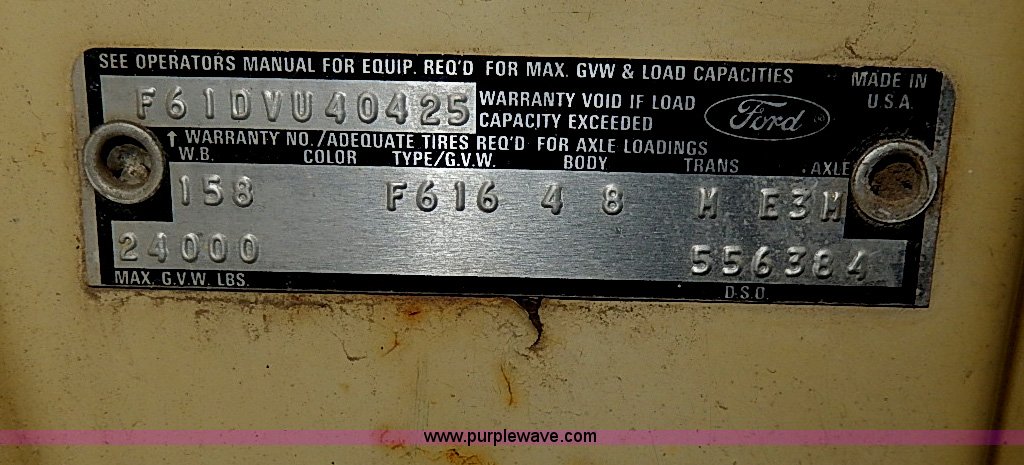 SEE OPERATORS MANUAL FOR EQUIP. REQ'D FOR MAX. GVW & LOAD CAPACITIES
MADE IN
U.S.A.
F61DVU40425
WARRANTY VOID IF LOAD
CAPACITY EXCEEDED
Ford
↑ WARRANTY NO./ADEQUATE TIRES REQ'D FOR AXLE LOADINGS
W.B. COLOR TYPE/G.V.W. BODY TRANS AXLE
158 F616 4 8 M E3M
24000 556384
MAX. G.V.W. LBS. D.S.O.
www.purplewave.com